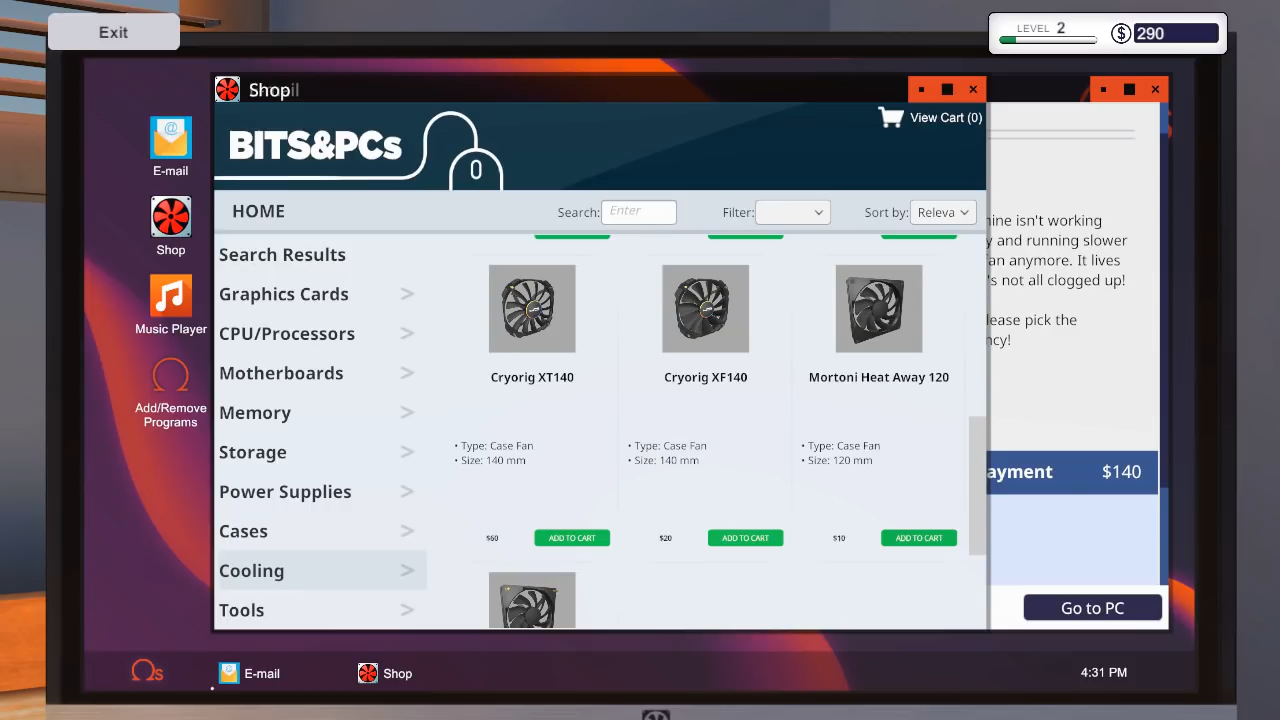 Exit
LEVEL 2
$ 290
Shop
BITS&PCs
View Cart (0)
HOME
Search:
Enter
Filter:
Sort by:
Releva
Search Results
Graphics Cards
CPU/Processors
Motherboards
Memory
Storage
Power Supplies
Cases
Cooling
Tools
Cryorig XT140
• Type: Case Fan
• Size: 140 mm
$60
ADD TO CART
Cryorig XF140
• Type: Case Fan
• Size: 140 mm
$20
ADD TO CART
Mortoni Heat Away 120
• Type: Case Fan
• Size: 120 mm
$10
ADD TO CART
isn't working
y and running slower
an anymore. It lives
's not all clogged up!
lease pick the
ncy!
ayment $140
Go to PC
E-mail
Shop
Music Player
Add/Remove
Programs
E-mail
Shop
4:31 PM